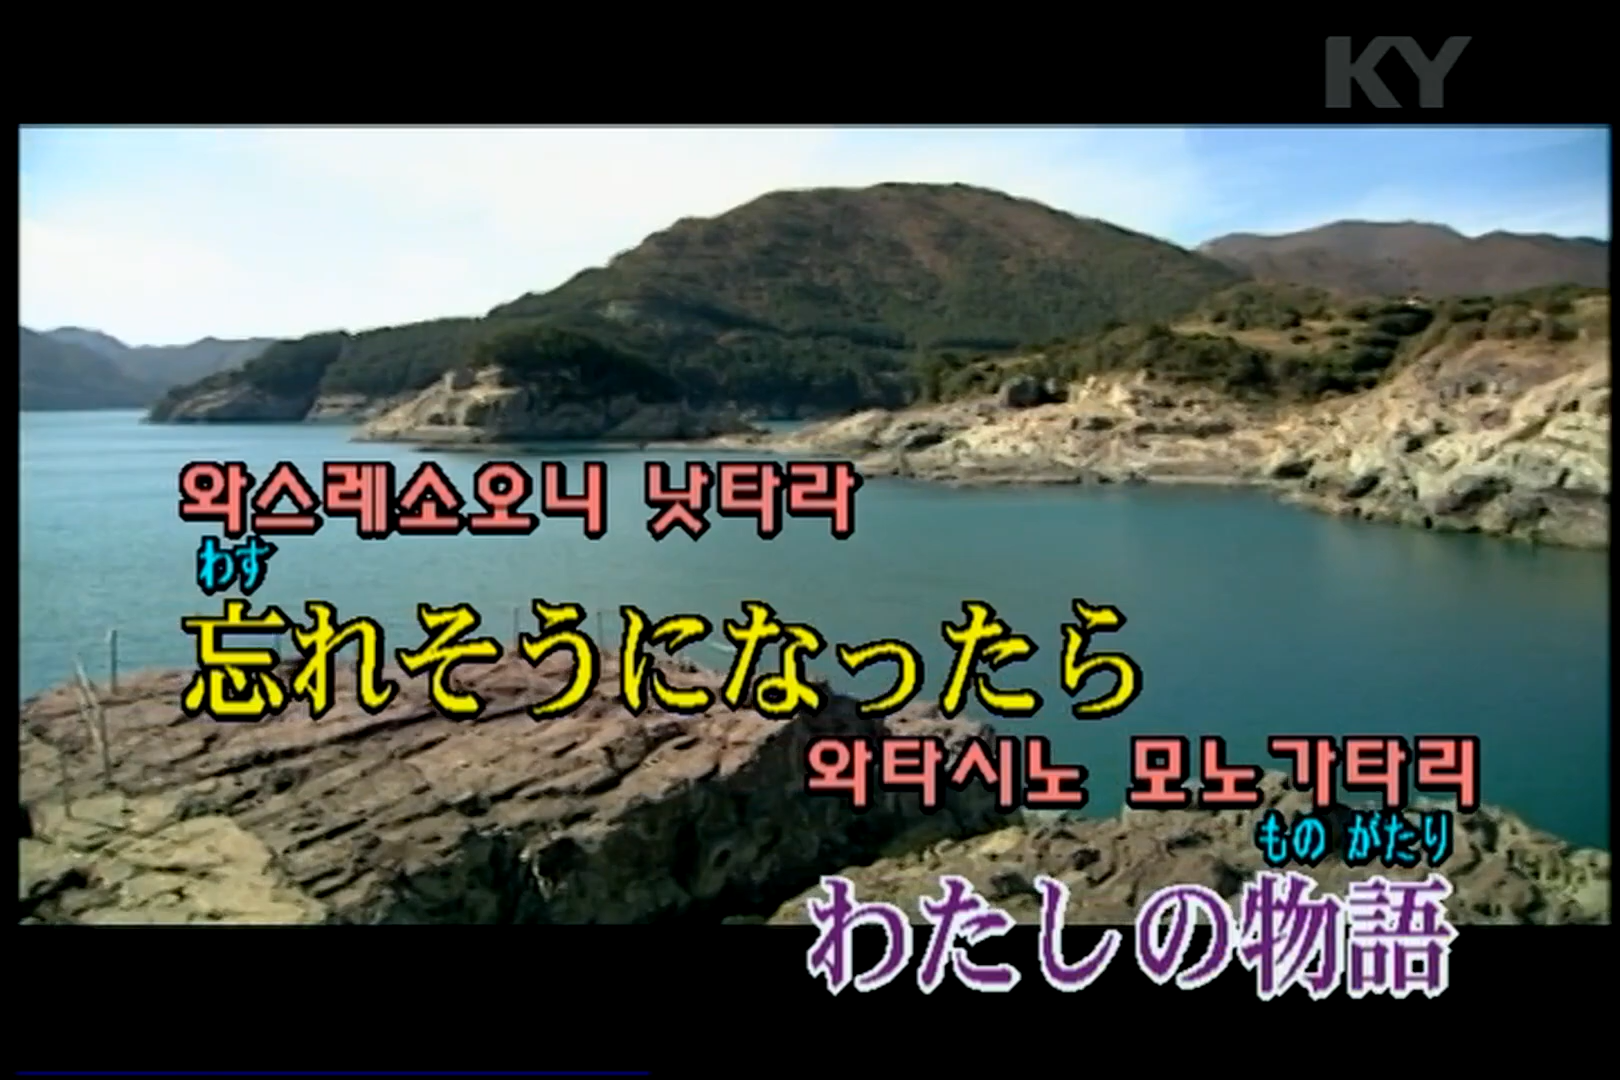 KY
와스레소오니 낫타라
わす
忘れそうになったら
와타시노 모노가타리
もの がたり
わたしの物語